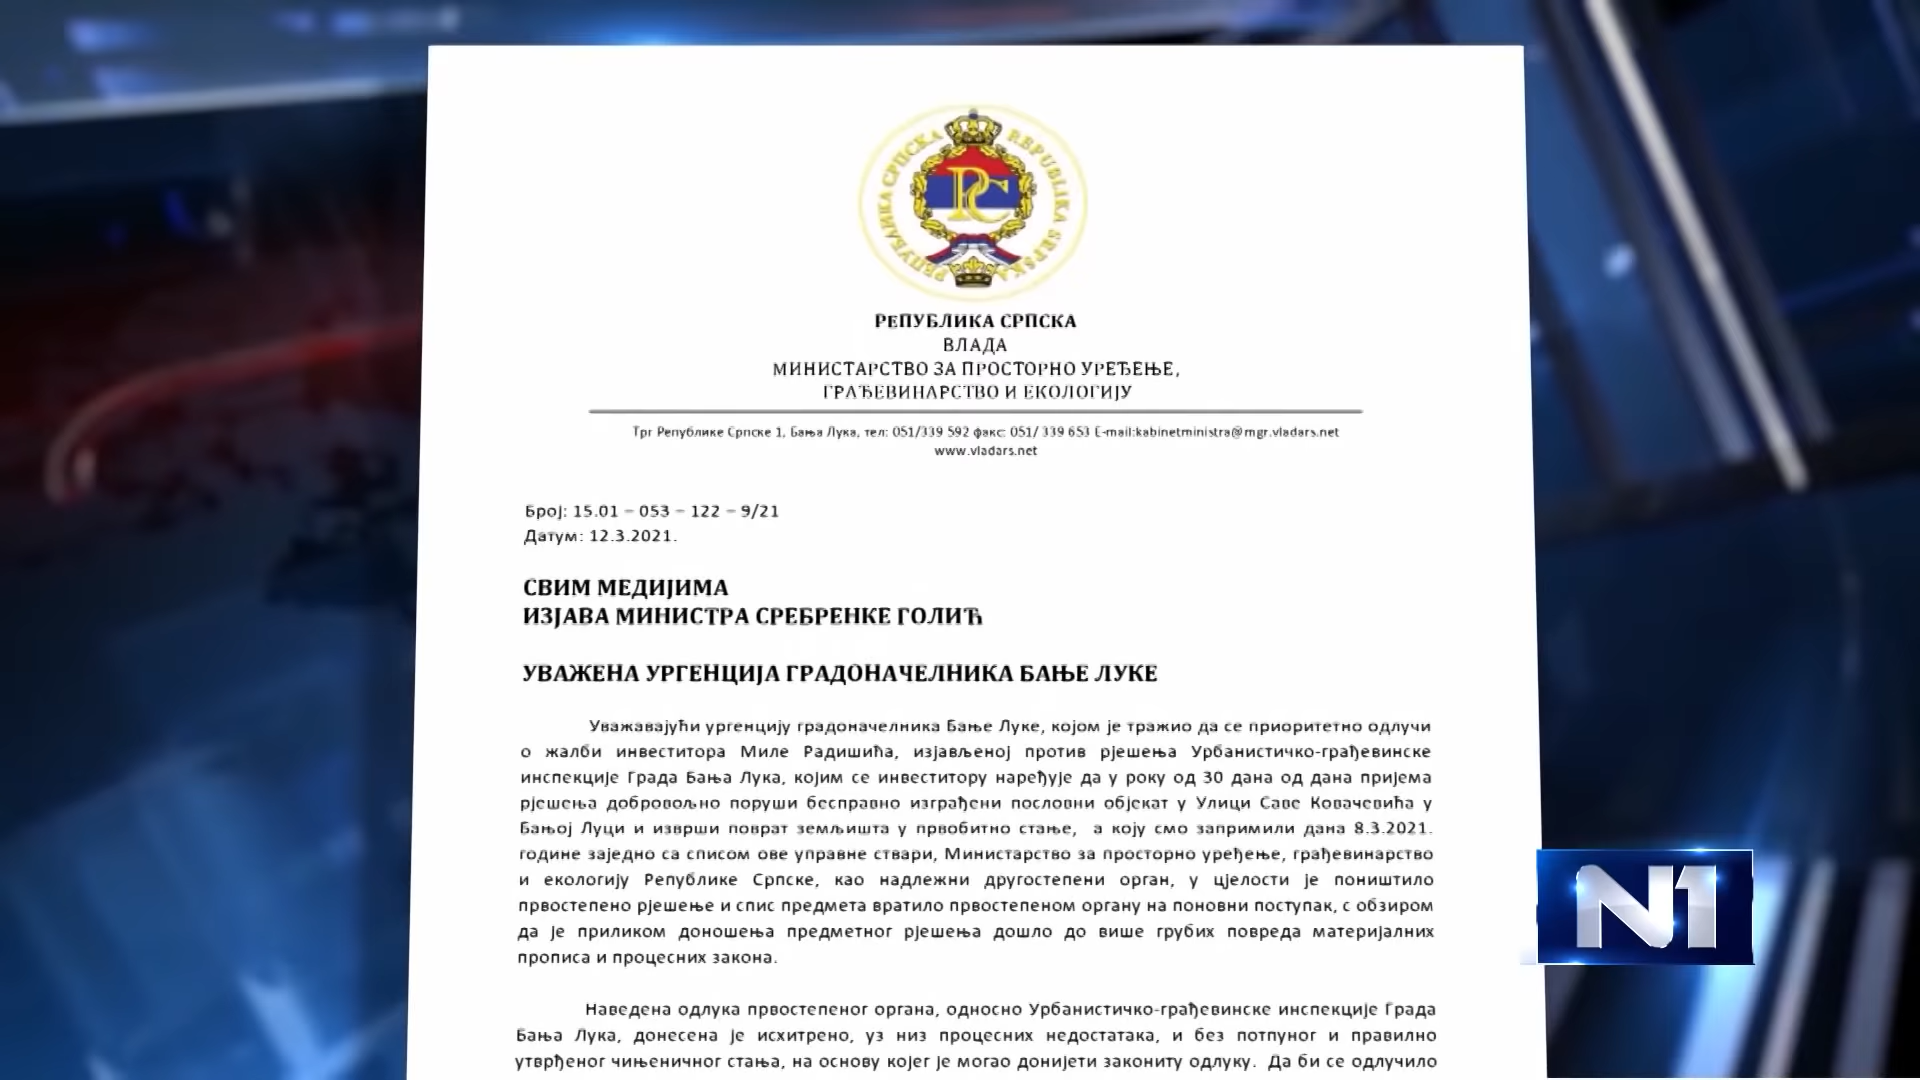 РЕПУБЛИКА СРПСКА REPUBLIKA SRPSKA
РС
РЕПУБЛИКА СРПСКА
ВЛАДА
МИНИСТАРСТВО ЗА ПРОСТОРНО УРЕЂЕЊЕ,
ГРАЂЕВИНАРСТВО И ЕКОЛОГИЈУ
Трг Републике Српске 1, Бања Лука, тел: 051/339 592 факс: 051/ 339 653 E-mail:kabinetministra@mgr.vladars.net
www.vladars.net
Број: 15.01 – 053 – 122 – 9/21
Датум: 12.3.2021.
СВИМ МЕДИЈИМА
ИЗЈАВА МИНИСТРА СРЕБРЕНКЕ ГОЛИЋ
УВАЖЕНА УРГЕНЦИЈА ГРАДОНАЧЕЛНИКА БАЊЕ ЛУКЕ
Уважавајући ургенцију градоначелника Бање Луке, којом је тражио да се приоритетно одлучи
о жалби инвеститора Миле Радишића, изјављеној против рјешења Урбанистичко-грађевинске
инспекције Града Бања Лука, којим се инвеститору наређује да у року од 30 дана од дана пријема
рјешења добровољно поруши бесправно изграђени пословни објекат у Улици Саве Ковачевића у
Бањој Луци и изврши поврат земљишта у првобитно стање, а коју смо запримили дана 8.3.2021.
године заједно са списом ове управне ствари, Министарство за просторно уређење, грађевинарство
и екологију Републике Српске, као надлежни другостепени орган, у цјелости је поништило
првостепено рјешење и спис предмета вратило првостепеном органу на поновни поступак, с обзиром
да је приликом доношења предметног рјешења дошло до више грубих повреда материјалних
прописа и процесних закона.
Наведена одлука првостепеног органа, односно Урбанистичко-грађевинске инспекције Града
Бања Лука, донесена је исхитрено, уз низ процесних недостатака, и без потпуног и правилно
утврђеног чињеничног стања, на основу којег је могао донијети закониту одлуку. Да би се одлучило
N1